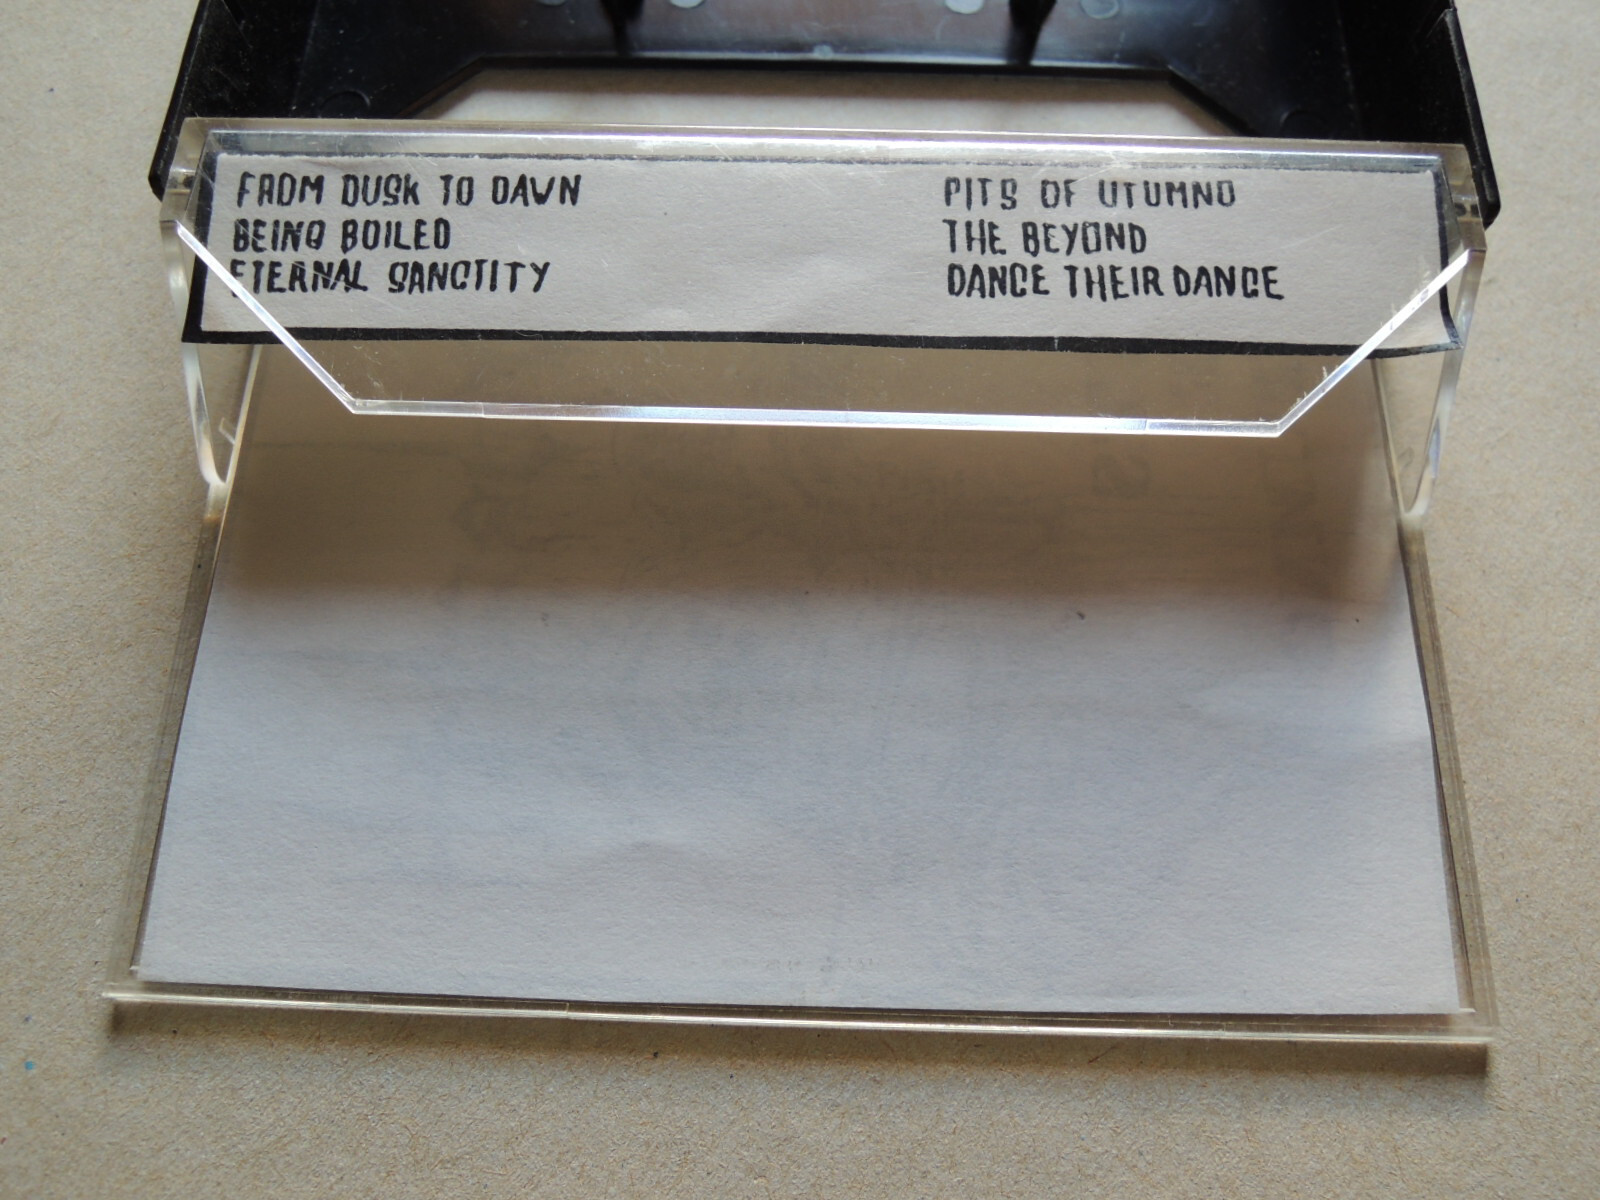 FROM DUSK TO DAWN
BEING BOILED
ETERNAL SANCTITY
PITS OF UTUMNO
THE BEYOND
DANCE THEIR DANCE